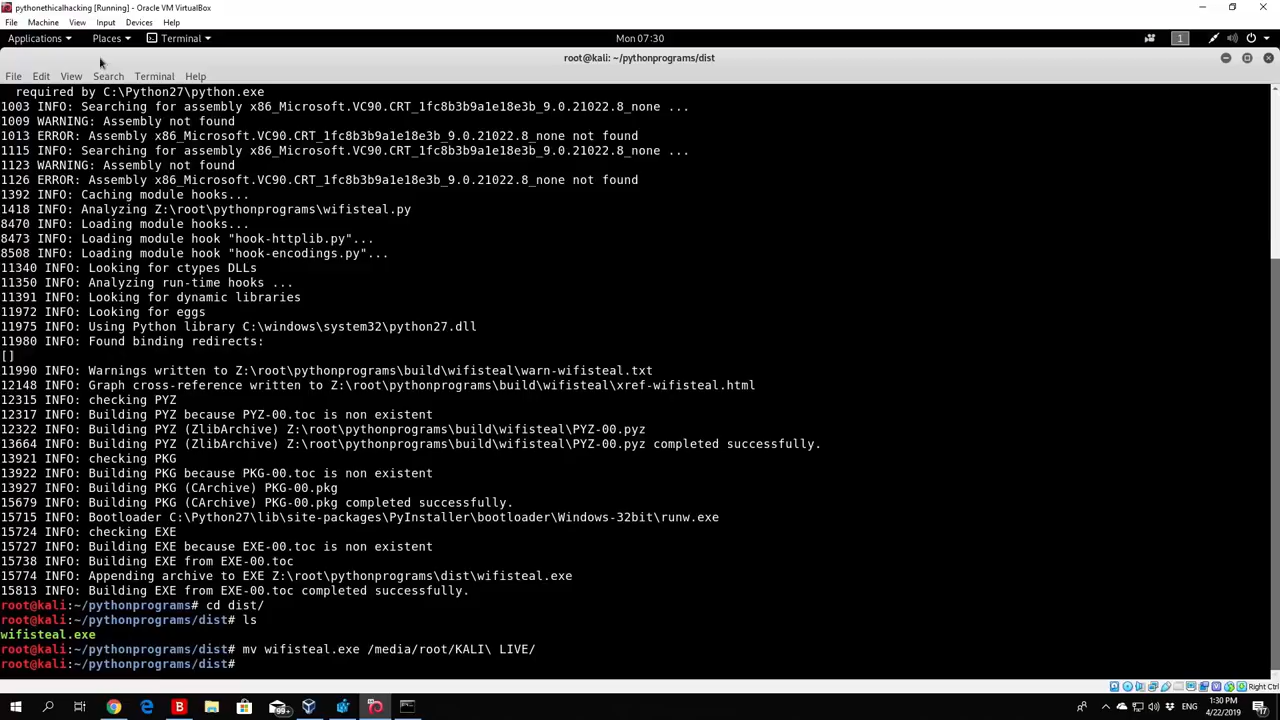 pythonethicalhacking [Running] - Oracle VM VirtualBox
File Machine View Input Devices Help
Applications Places Terminal Mon 07:30 1
root@kali: ~/pythonprograms/dist
File Edit View Search Terminal Help
required by C:\Python27\python.exe
1003 INFO: Searching for assembly x86_Microsoft.VC90.CRT_1fc8b3b9a1e18e3b_9.0.21022.8_none ...
1009 WARNING: Assembly not found
1013 ERROR: Assembly x86_Microsoft.VC90.CRT_1fc8b3b9a1e18e3b_9.0.21022.8_none not found
1115 INFO: Searching for assembly x86_Microsoft.VC90.CRT_1fc8b3b9a1e18e3b_9.0.21022.8_none ...
1123 WARNING: Assembly not found
1126 ERROR: Assembly x86_Microsoft.VC90.CRT_1fc8b3b9a1e18e3b_9.0.21022.8_none not found
1392 INFO: Caching module hooks...
1418 INFO: Analyzing Z:\root\pythonprograms\wifisteal.py
8470 INFO: Loading module hooks...
8473 INFO: Loading module hook "hook-httplib.py"...
8508 INFO: Loading module hook "hook-encodings.py"...
11340 INFO: Looking for ctypes DLLs
11350 INFO: Analyzing run-time hooks ...
11391 INFO: Looking for dynamic libraries
11972 INFO: Looking for eggs
11975 INFO: Using Python library C:\windows\system32\python27.dll
11980 INFO: Found binding redirects:
[]
11990 INFO: Warnings written to Z:\root\pythonprograms\build\wifisteal\warn-wifisteal.txt
12148 INFO: Graph cross-reference written to Z:\root\pythonprograms\build\wifisteal\xref-wifisteal.html
12315 INFO: checking PYZ
12317 INFO: Building PYZ because PYZ-00.toc is non existent
12322 INFO: Building PYZ (ZlibArchive) Z:\root\pythonprograms\build\wifisteal\PYZ-00.pyz
13664 INFO: Building PYZ (ZlibArchive) Z:\root\pythonprograms\build\wifisteal\PYZ-00.pyz completed successfully.
13921 INFO: checking PKG
13922 INFO: Building PKG because PKG-00.toc is non existent
13927 INFO: Building PKG (CArchive) PKG-00.pkg
15679 INFO: Building PKG (CArchive) PKG-00.pkg completed successfully.
15715 INFO: Bootloader C:\Python27\lib\site-packages\PyInstaller\bootloader\Windows-32bit\runw.exe
15724 INFO: checking EXE
15727 INFO: Building EXE because EXE-00.toc is non existent
15738 INFO: Building EXE from EXE-00.toc
15774 INFO: Appending archive to EXE Z:\root\pythonprograms\dist\wifisteal.exe
15813 INFO: Building EXE from EXE-00.toc completed successfully.
root@kali:~/pythonprograms# cd dist/
root@kali:~/pythonprograms/dist# ls
wifisteal.exe
root@kali:~/pythonprograms/dist# mv wifisteal.exe /media/root/KALI\ LIVE/
root@kali:~/pythonprograms/dist#
Right Ctrl
99+ ENG 1:30 PM
4/22/2019 17